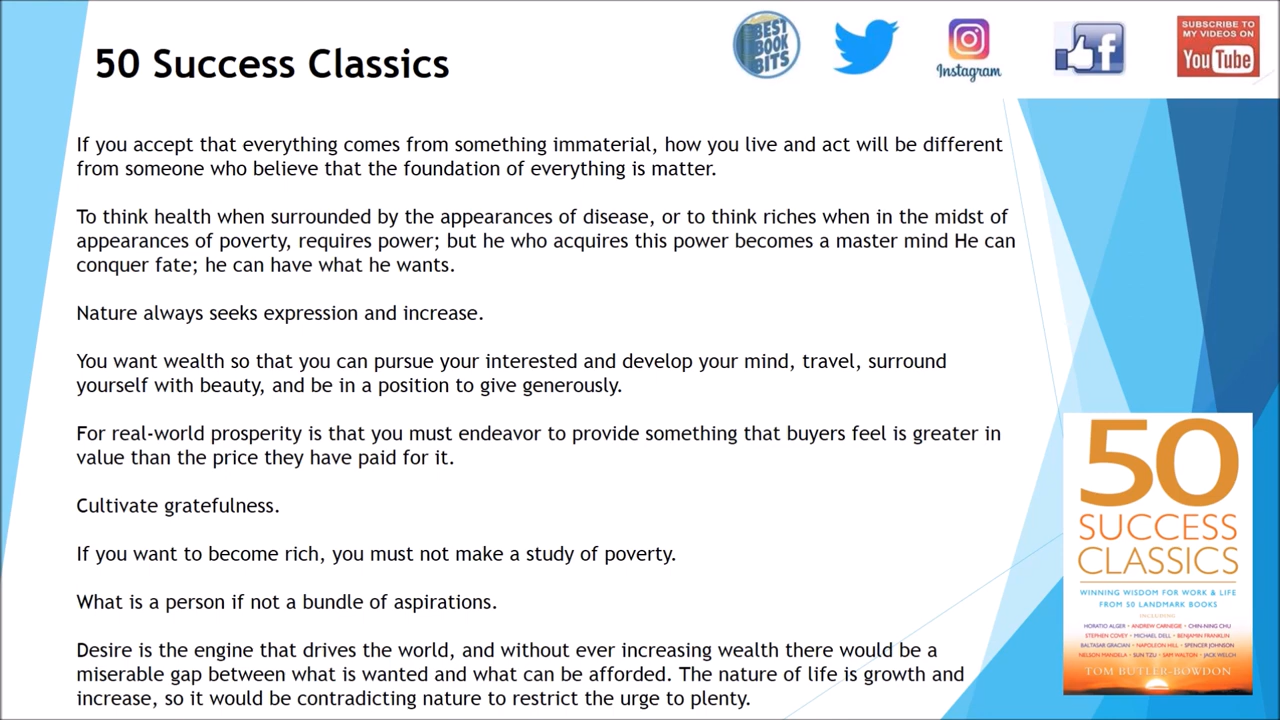 50 Success Classics
BEST
BOOK
BITS
Instagram
f
SUBSCRIBE TO
MY VIDEOS ON
YouTube
If you accept that everything comes from something immaterial, how you live and act will be different
from someone who believe that the foundation of everything is matter.
To think health when surrounded by the appearances of disease, or to think riches when in the midst of
appearances of poverty, requires power; but he who acquires this power becomes a master mind He can
conquer fate; he can have what he wants.
Nature always seeks expression and increase.
You want wealth so that you can pursue your interested and develop your mind, travel, surround
yourself with beauty, and be in a position to give generously.
For real-world prosperity is that you must endeavor to provide something that buyers feel is greater in
value than the price they have paid for it.
Cultivate gratefulness.
If you want to become rich, you must not make a study of poverty.
What is a person if not a bundle of aspirations.
Desire is the engine that drives the world, and without ever increasing wealth there would be a
miserable gap between what is wanted and what can be afforded. The nature of life is growth and
increase, so it would be contradicting nature to restrict the urge to plenty.
50
SUCCESS
CLASSICS
WINNING WISDOM FOR WORK & LIFE
FROM 50 LANDMARK BOOKS
INCLUDING
HORATIO ALGER • ANDREW CARNEGIE • CHIN-NING CHU
STEPHEN COVEY • MICHAEL DELL • BENJAMIN FRANKLIN
BALTASAR GRACIAN • NAPOLEON HILL • SPENCER JOHNSON
NELSON MANDELA • SUN TZU • SAM WALTON • JACK WELCH
TOM BUTLER-BOWDON